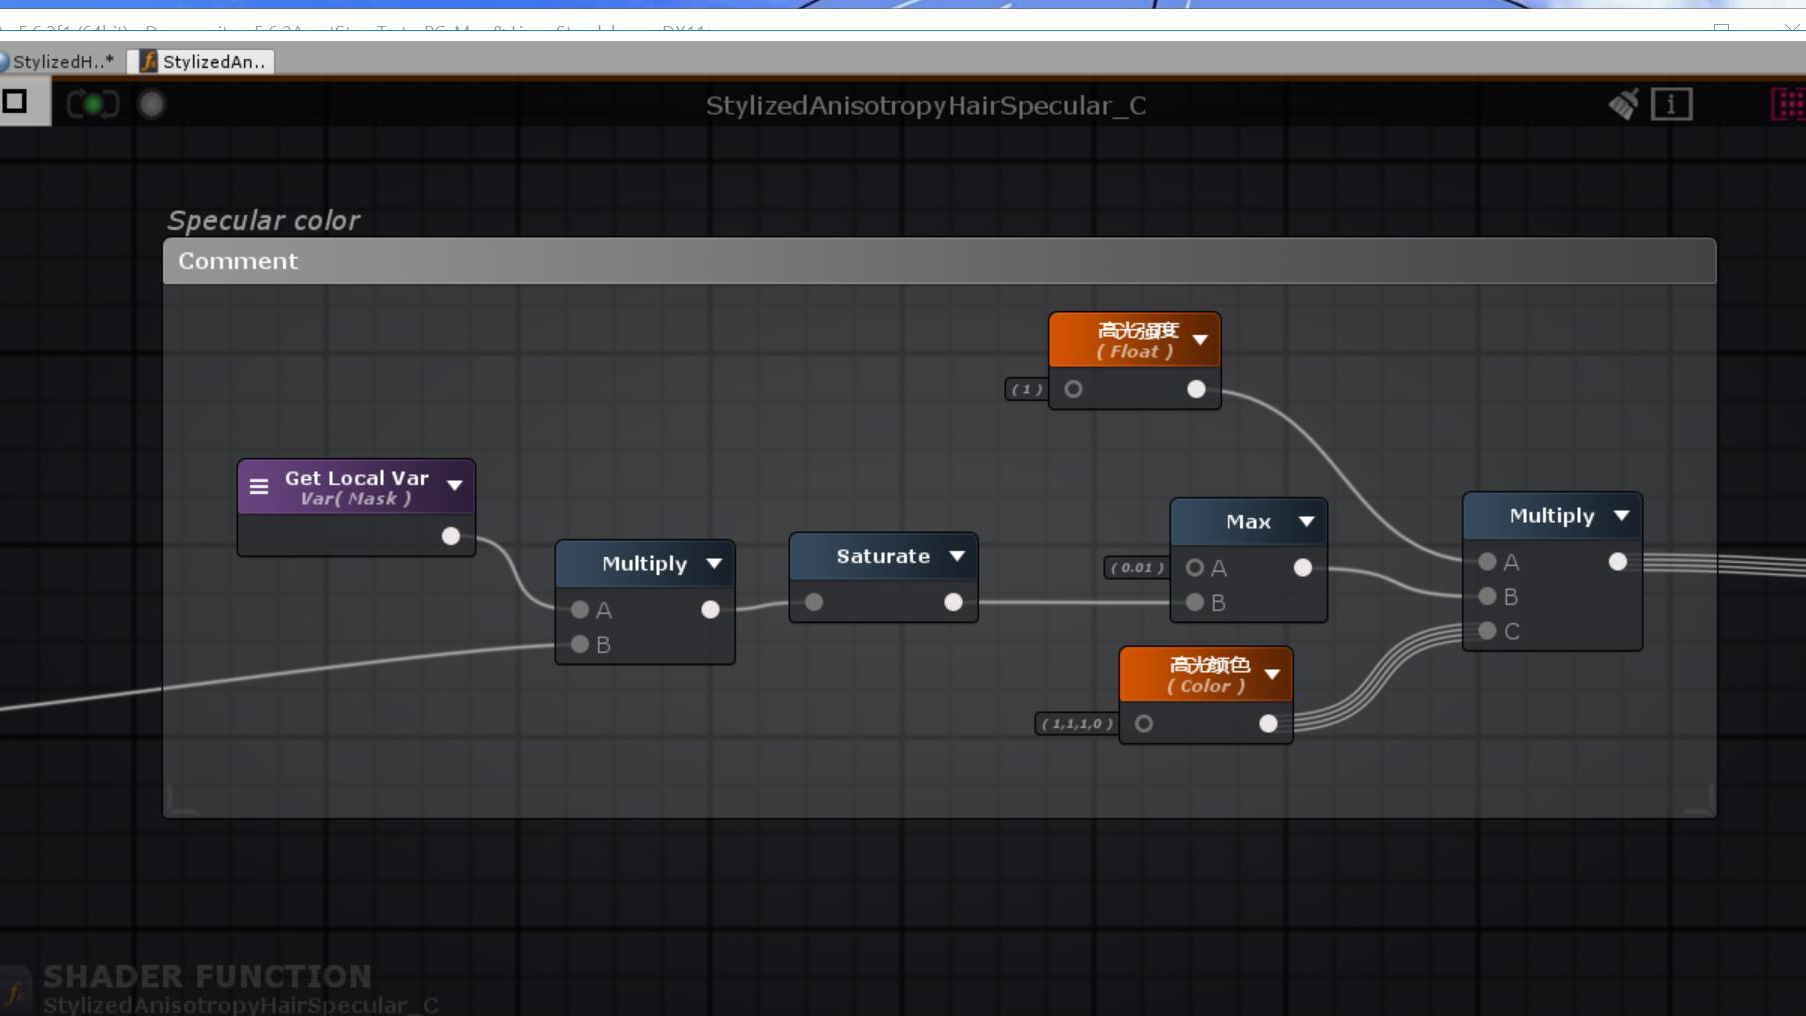 StylizedH..*
StylizedAn..
StylizedAnisotropyHairSpecular_C
Specular color
Comment
高光强度
( Float )
( 1 )
Get Local Var
Var( Mask )
Multiply
A
B
Saturate
Max
( 0.01 )
A
B
Multiply
A
B
C
高光颜色
( Color )
( 1,1,1,0 )
SHADER FUNCTION
StylizedAnisotropyHairSpecular_C